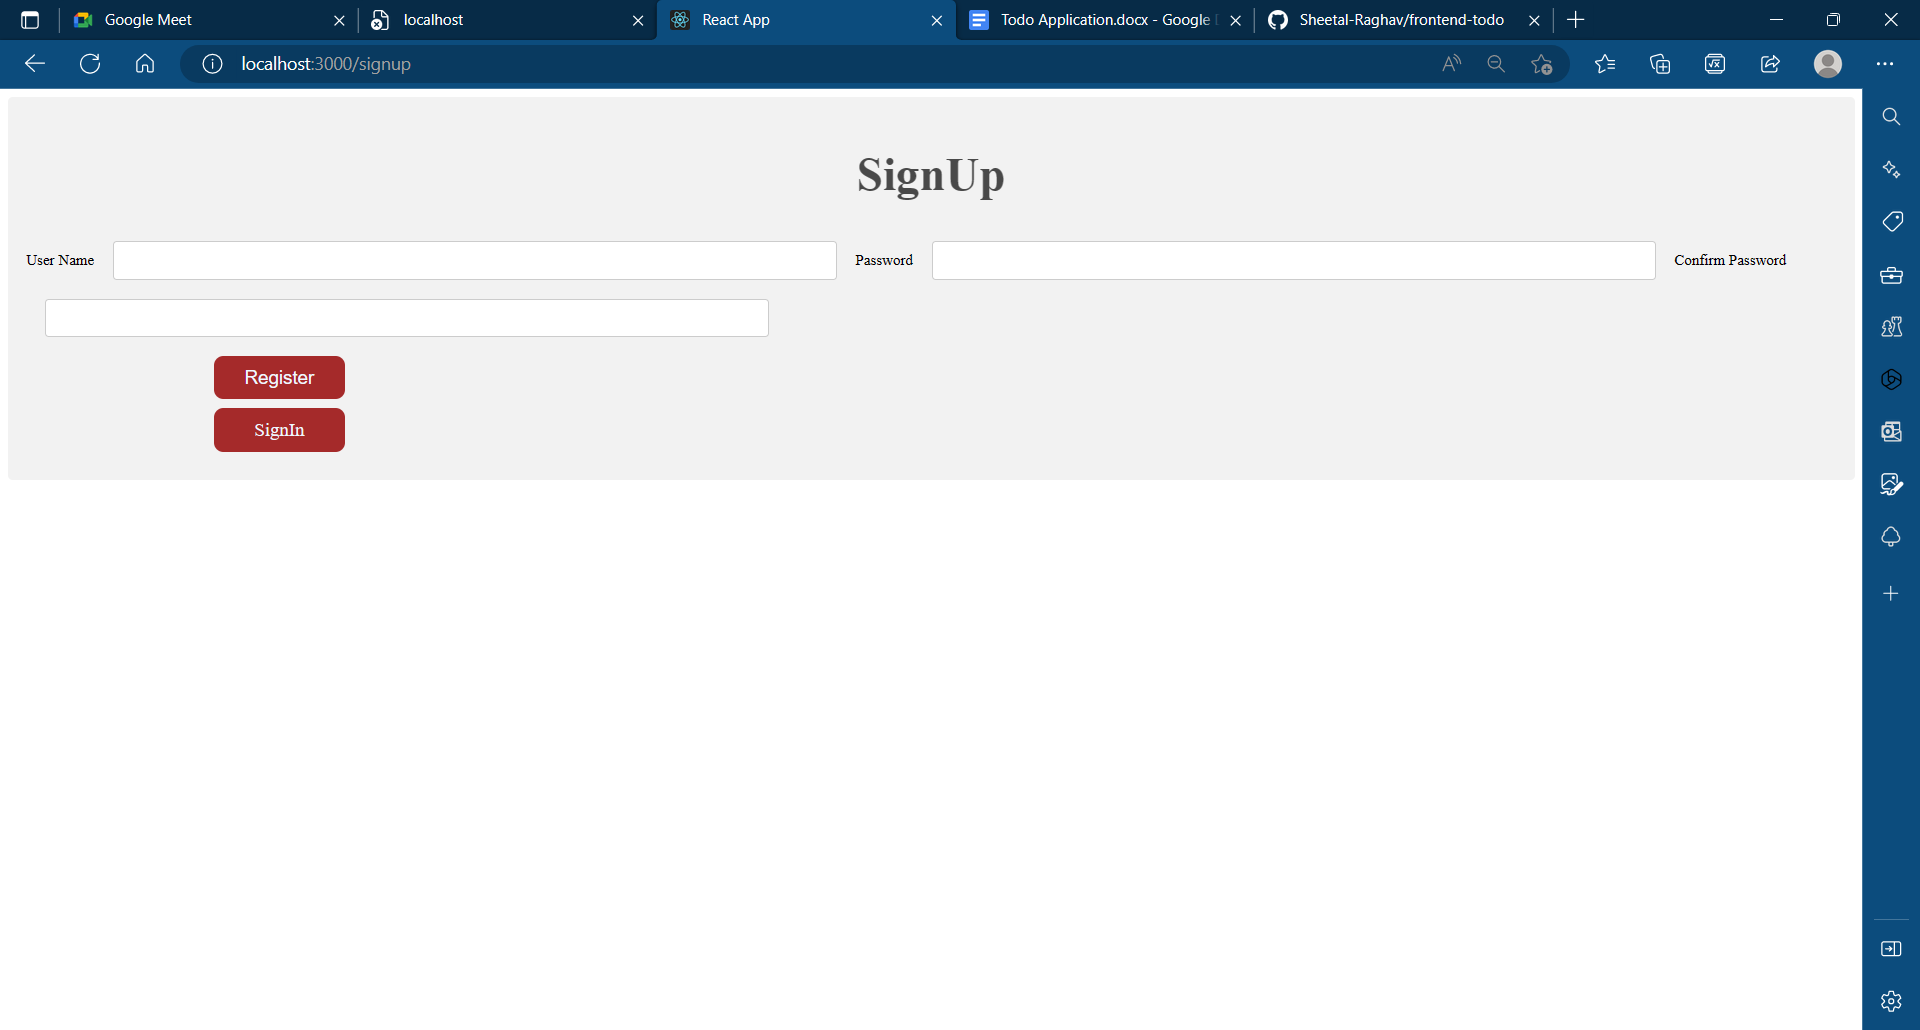 Google Meet
localhost
React App
Todo Application.docx - Google
Sheetal-Raghav/frontend-todo
localhost:3000/signup
SignUp
User Name
Password
Confirm Password
Register
SignIn